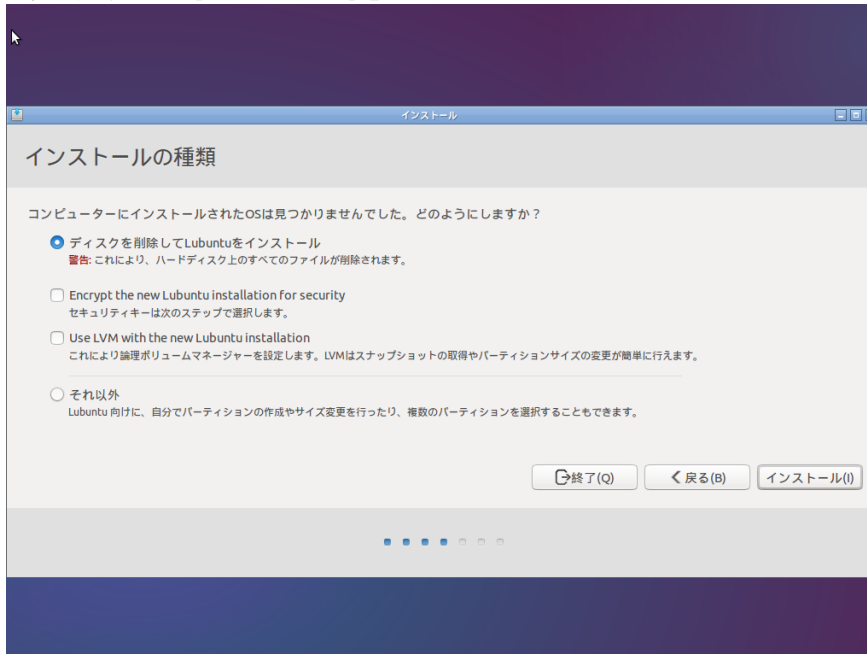 インストール
インストールの種類
コンピューターにインストールされたOSは見つかりませんでした。どのようにしますか？
ディスクを削除してLubuntuをインストール
警告: これにより、ハードディスク上のすべてのファイルが削除されます。
Encrypt the new Lubuntu installation for security
セキュリティキーは次のステップで選択します。
Use LVM with the new Lubuntu installation
これにより論理ボリュームマネージャーを設定します。LVMはスナップショットの取得やパーティションサイズの変更が簡単に行えます。
それ以外
Lubuntu 向けに、自分でパーティションの作成やサイズ変更を行ったり、複数のパーティションを選択することもできます。
終了(Q) 戻る(B) インストール(I)